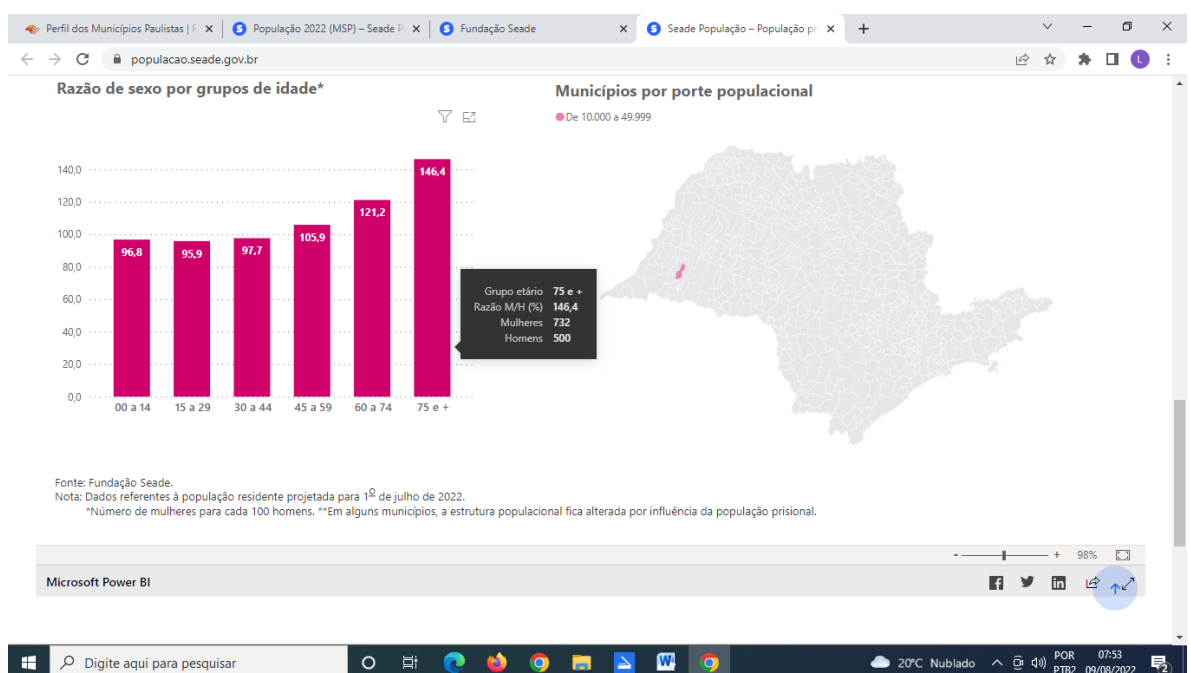 Perfil dos Municípios Paulistas | F
População 2022 (MSP) – Seade P
Fundação Seade
Seade População – População pr
populacao.seade.gov.br
L
Razão de sexo por grupos de idade*
Municípios por porte populacional
De 10.000 a 49.999
140,0
120,0
100,0
80,0
60,0
40,0
20,0
0,0
96,8
95,9
97,7
105,9
121,2
146,4
00 a 14 15 a 29 30 a 44 45 a 59 60 a 74 75 e +
Grupo etário 75 e +
Razão M/H (%) 146,4
Mulheres 732
Homens 500
Fonte: Fundação Seade.
Nota: Dados referentes à população residente projetada para 1º de julho de 2022.
*Número de mulheres para cada 100 homens. **Em alguns municípios, a estrutura populacional fica alterada por influência da população prisional.
- + 98%
Microsoft Power BI
Digite aqui para pesquisar
20°C Nublado
POR
PTB2
07:53
09/08/2022
2